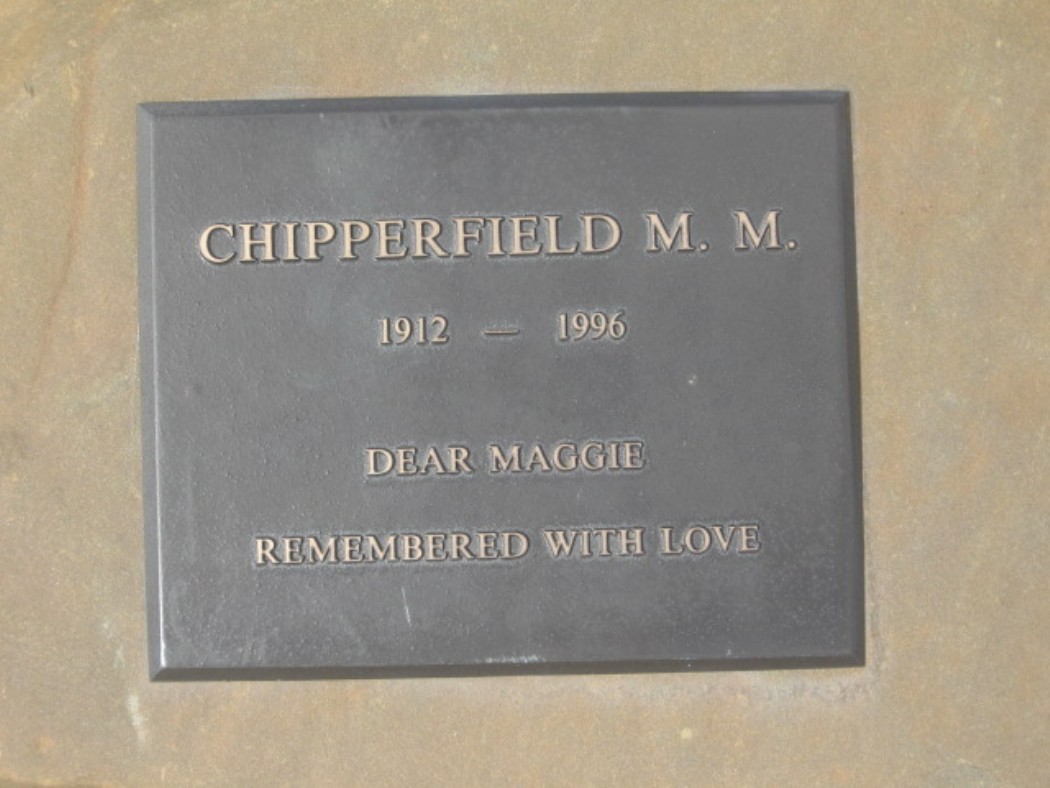 CHIPPERFIELD M. M.
1912 — 1996
DEAR MAGGIE
REMEMBERED WITH LOVE